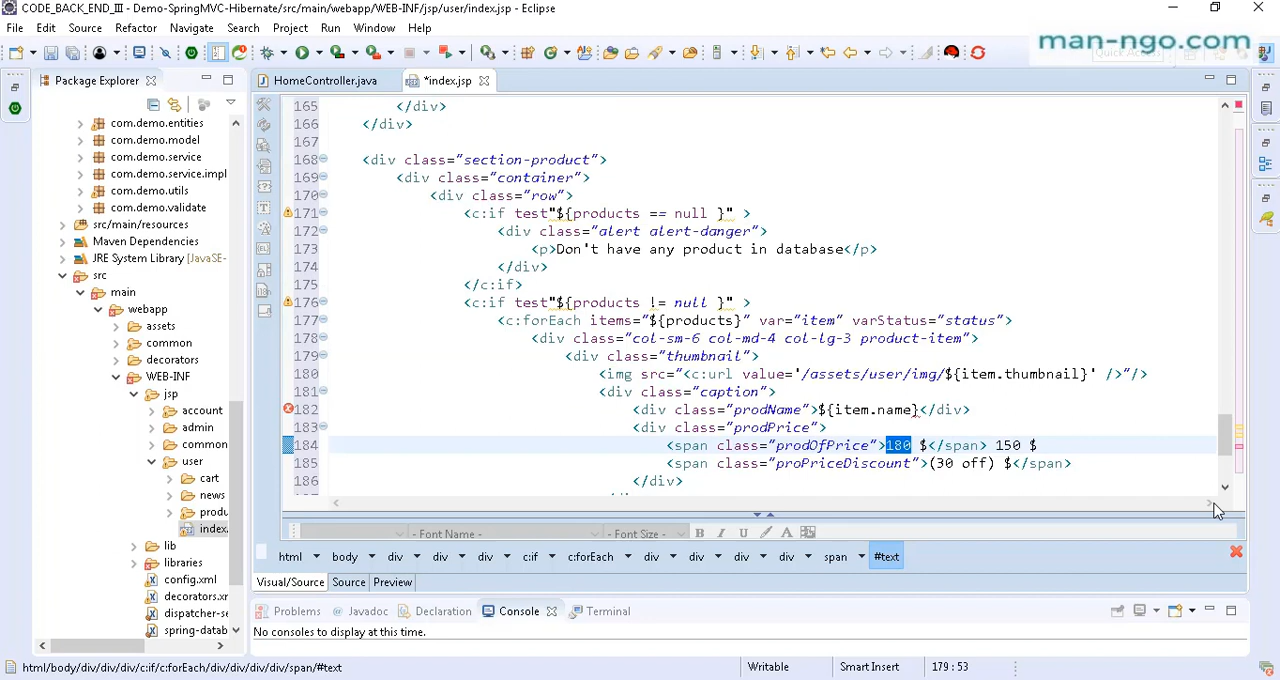 CODE_BACK_END_III - Demo-SpringMVC-Hibernate/src/main/webapp/WEB-INF/jsp/user/index.jsp - Eclipse
File Edit Source Refactor Navigate Search Project Run Window Help
man-ngo.com
Quick Access
Package Explorer
HomeController.java
*index.jsp
com.demo.entities
com.demo.model
com.demo.service
com.demo.service.impl
com.demo.utils
com.demo.validate
src/main/resources
Maven Dependencies
JRE System Library [JavaSE-
src
main
webapp
assets
common
decorators
WEB-INF
jsp
account
admin
common
user
cart
news
produ
index.
lib
libraries
config.xml
decorators.x
dispatcher-se
spring-datab
165 </div>
166 </div>
167
168 <div class="section-product">
169 <div class="container">
170 <div class="row">
171 <c:if test"${products == null }" >
172 <div class="alert alert-danger">
173 <p>Don't have any product in database</p>
174 </div>
175 </c:if>
176 <c:if test"${products != null }" >
177 <c:forEach items="${products}" var="item" varStatus="status">
178 <div class="col-sm-6 col-md-4 col-lg-3 product-item">
179 <div class="thumbnail">
180 <img src="<c:url value='/assets/user/img/${item.thumbnail}' />"/>
181 <div class="caption">
182 <div class="prodName">${item.name}</div>
183 <div class="prodPrice">
184 <span class="prodOfPrice">180 $</span> 150 $
185 <span class="proPriceDiscount">(30 off) $</span>
186 </div>
- Font Name -
- Font Size -
B I U A
html body div div div c:if c:forEach div div div div span #text
Visual/Source Source Preview
Problems Javadoc Declaration Console Terminal
No consoles to display at this time.
html/body/div/div/div/c:if/c:forEach/div/div/div/div/span/#text
Writable
Smart Insert
179 : 53